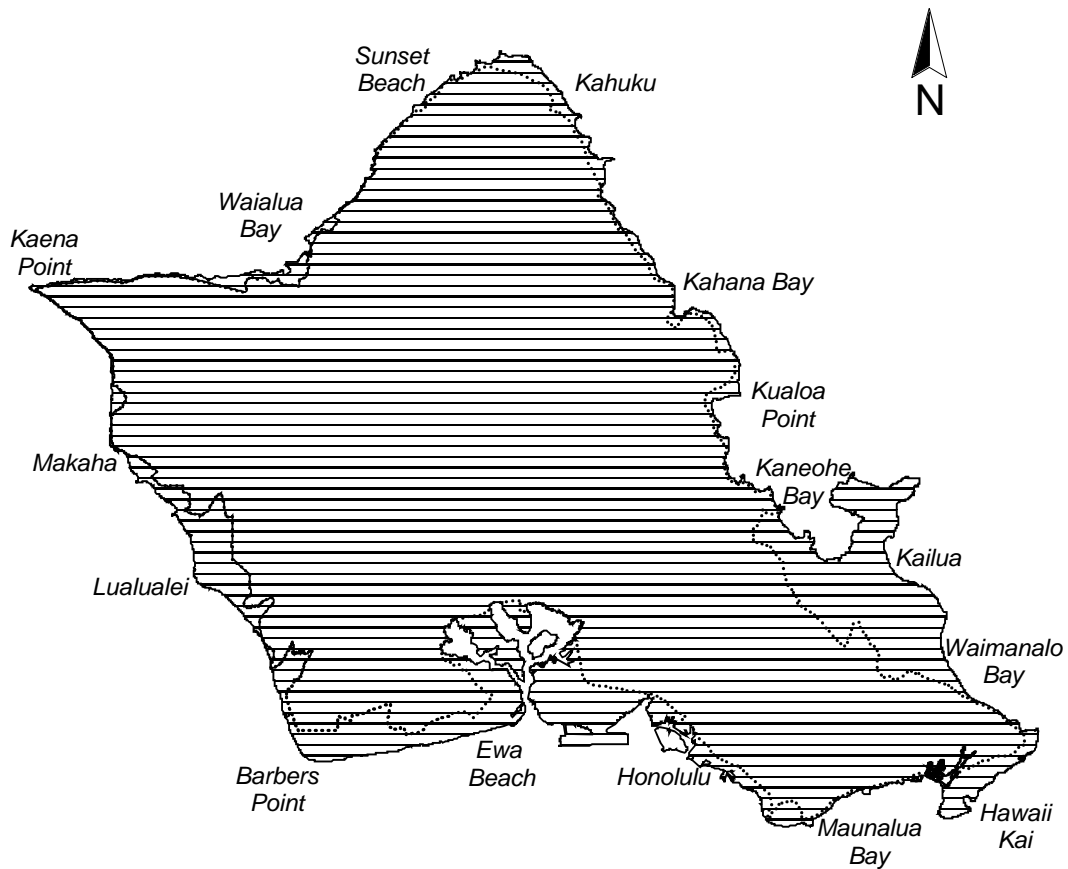 Sunset
Beach
Kahuku
N
Waialua
Bay
Kaena
Point
Kahana Bay
Kualoa
Point
Makaha
Kaneohe
Bay
Kailua
Lualualei
Waimanalo
Bay
Ewa
Beach
Barbers
Point
Honolulu
Hawaii
Kai
Maunalua
Bay